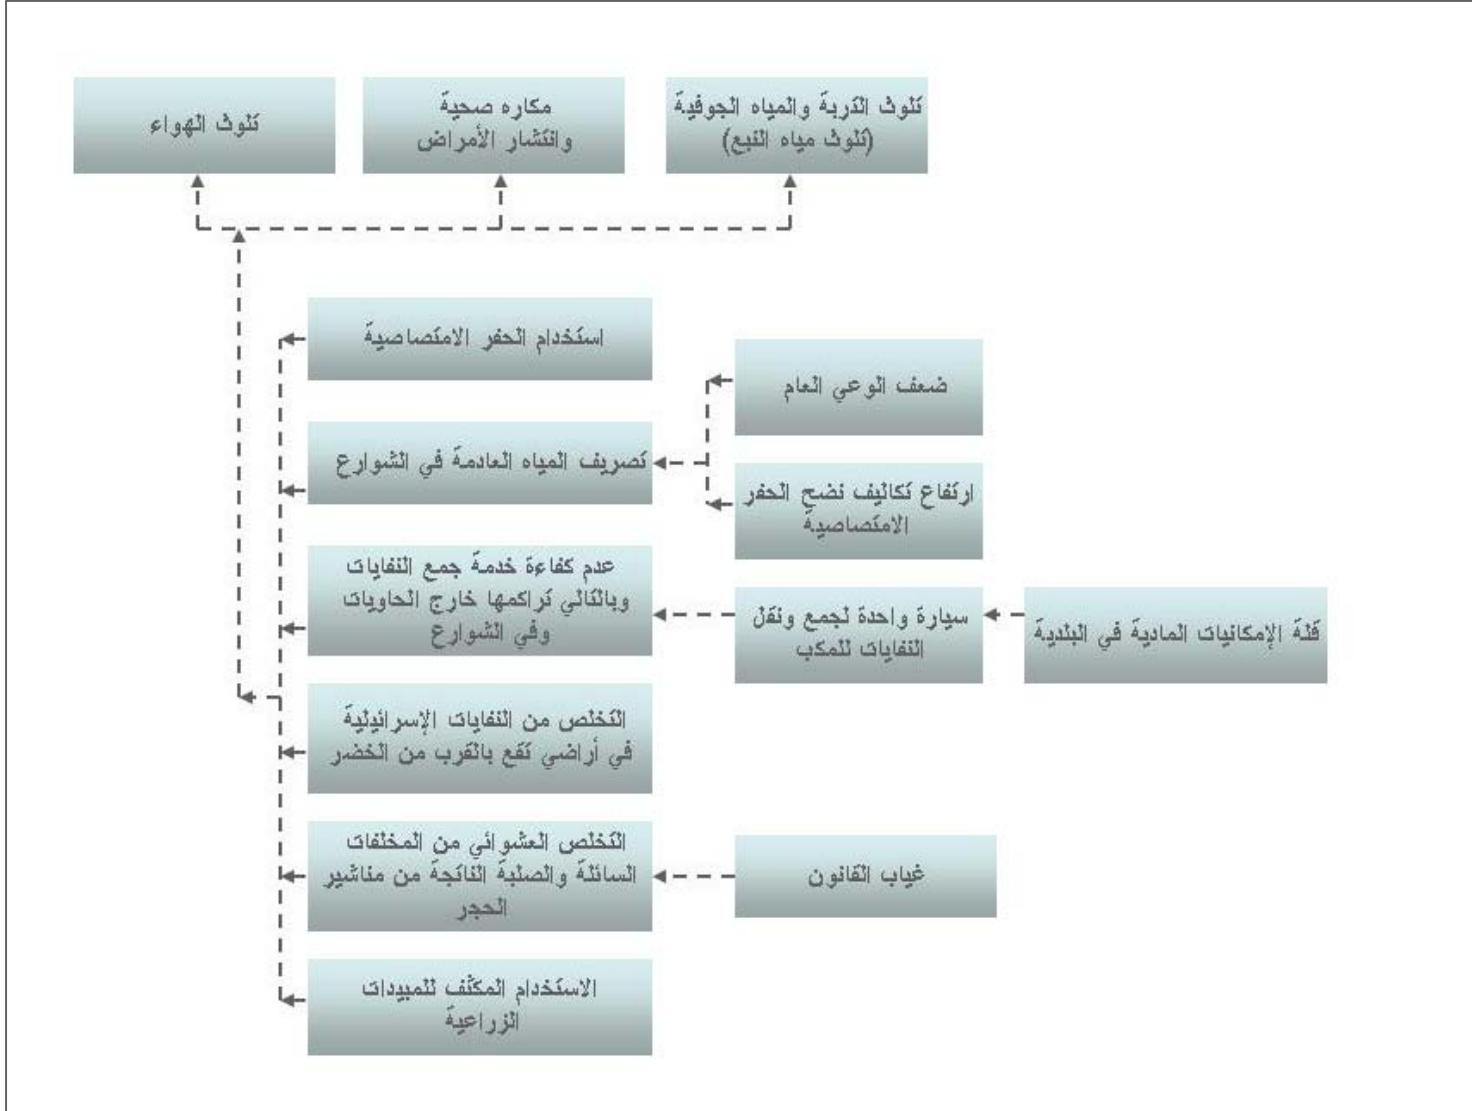 تلوث التربة والمياه الجوفية
(تلوث مياه النبع)
مكاره صحية
وانتشار الأمراض
تلوث الهواء
استخدام الحفر الامتصاصية
ضعف الوعي العام
تصريف المياه العادمة في الشوارع
ارتفاع تكاليف نضح الحفر
الامتصاصية
عدم كفاءة خدمة جمع النفايات
وبالتالي تراكمها خارج الحاويات
وفي الشوارع
سيارة واحدة لجمع ونقل
النفايات للمكب
قلة الإمكانيات المادية في البلدية
التخلص من النفايات الإسرائيلية
في أراضي تقع بالقرب من الخضر
التخلص العشوائي من المخلفات
السائلة والصلبة الناتجة من مناشير
الحجر
غياب القانون
الاستخدام المكثف للمبيدات
الزراعية